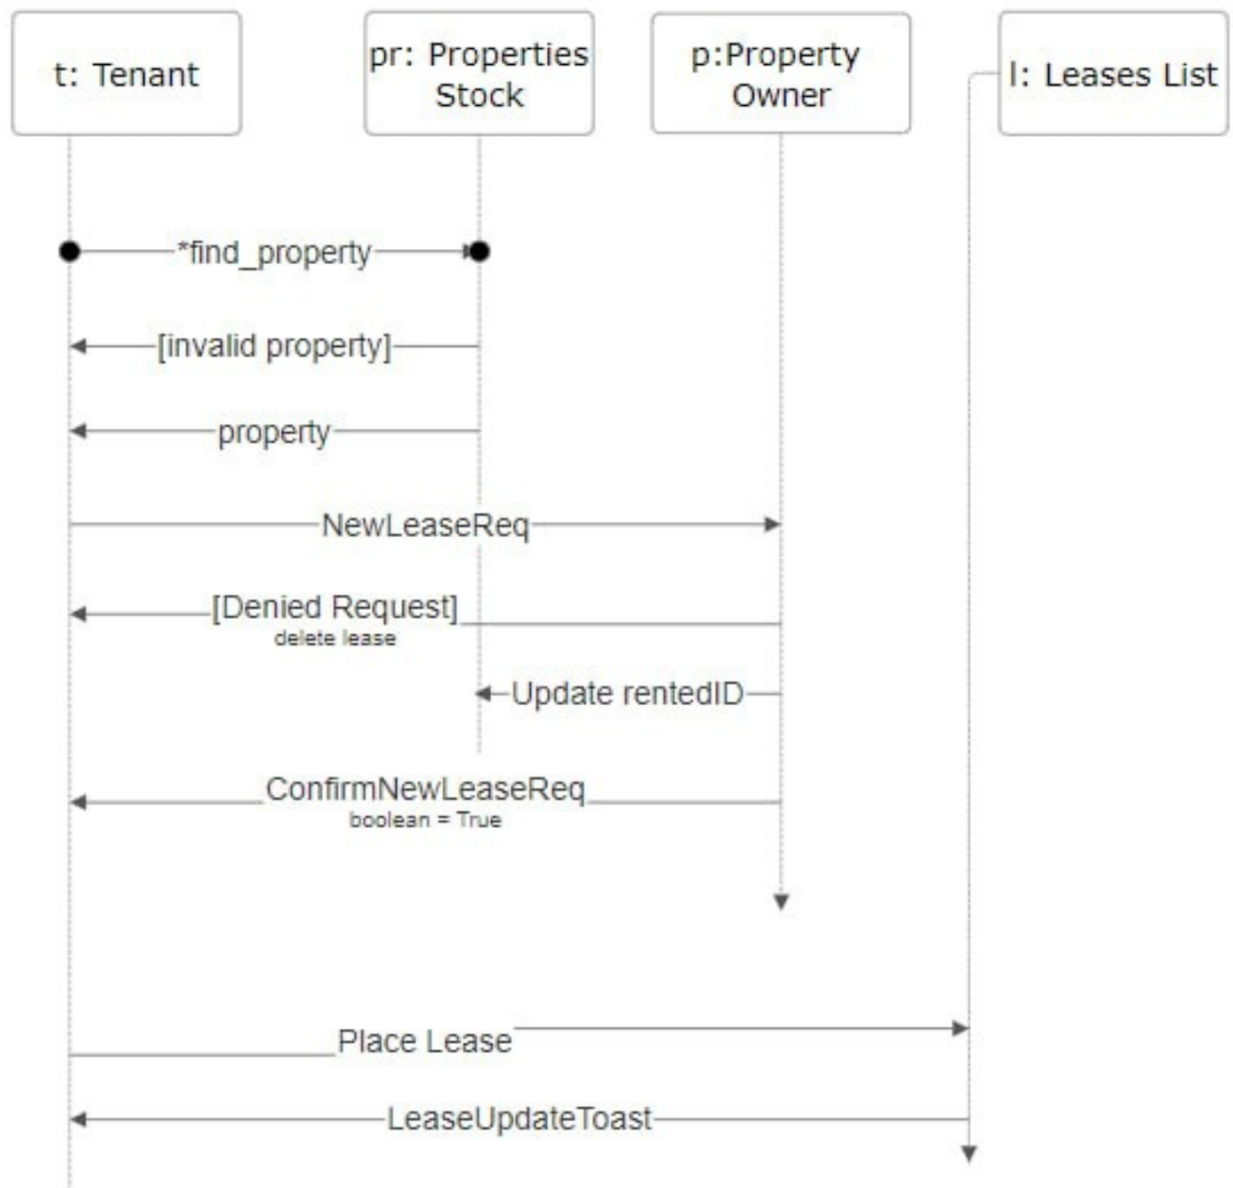 t: Tenant
pr: Properties
Stock
p:Property
Owner
l: Leases List
*find_property
[invalid property]
property
NewLeaseReq
[Denied Request]
delete lease
Update rentedID
ConfirmNewLeaseReq
boolean = True
Place Lease
LeaseUpdateToast